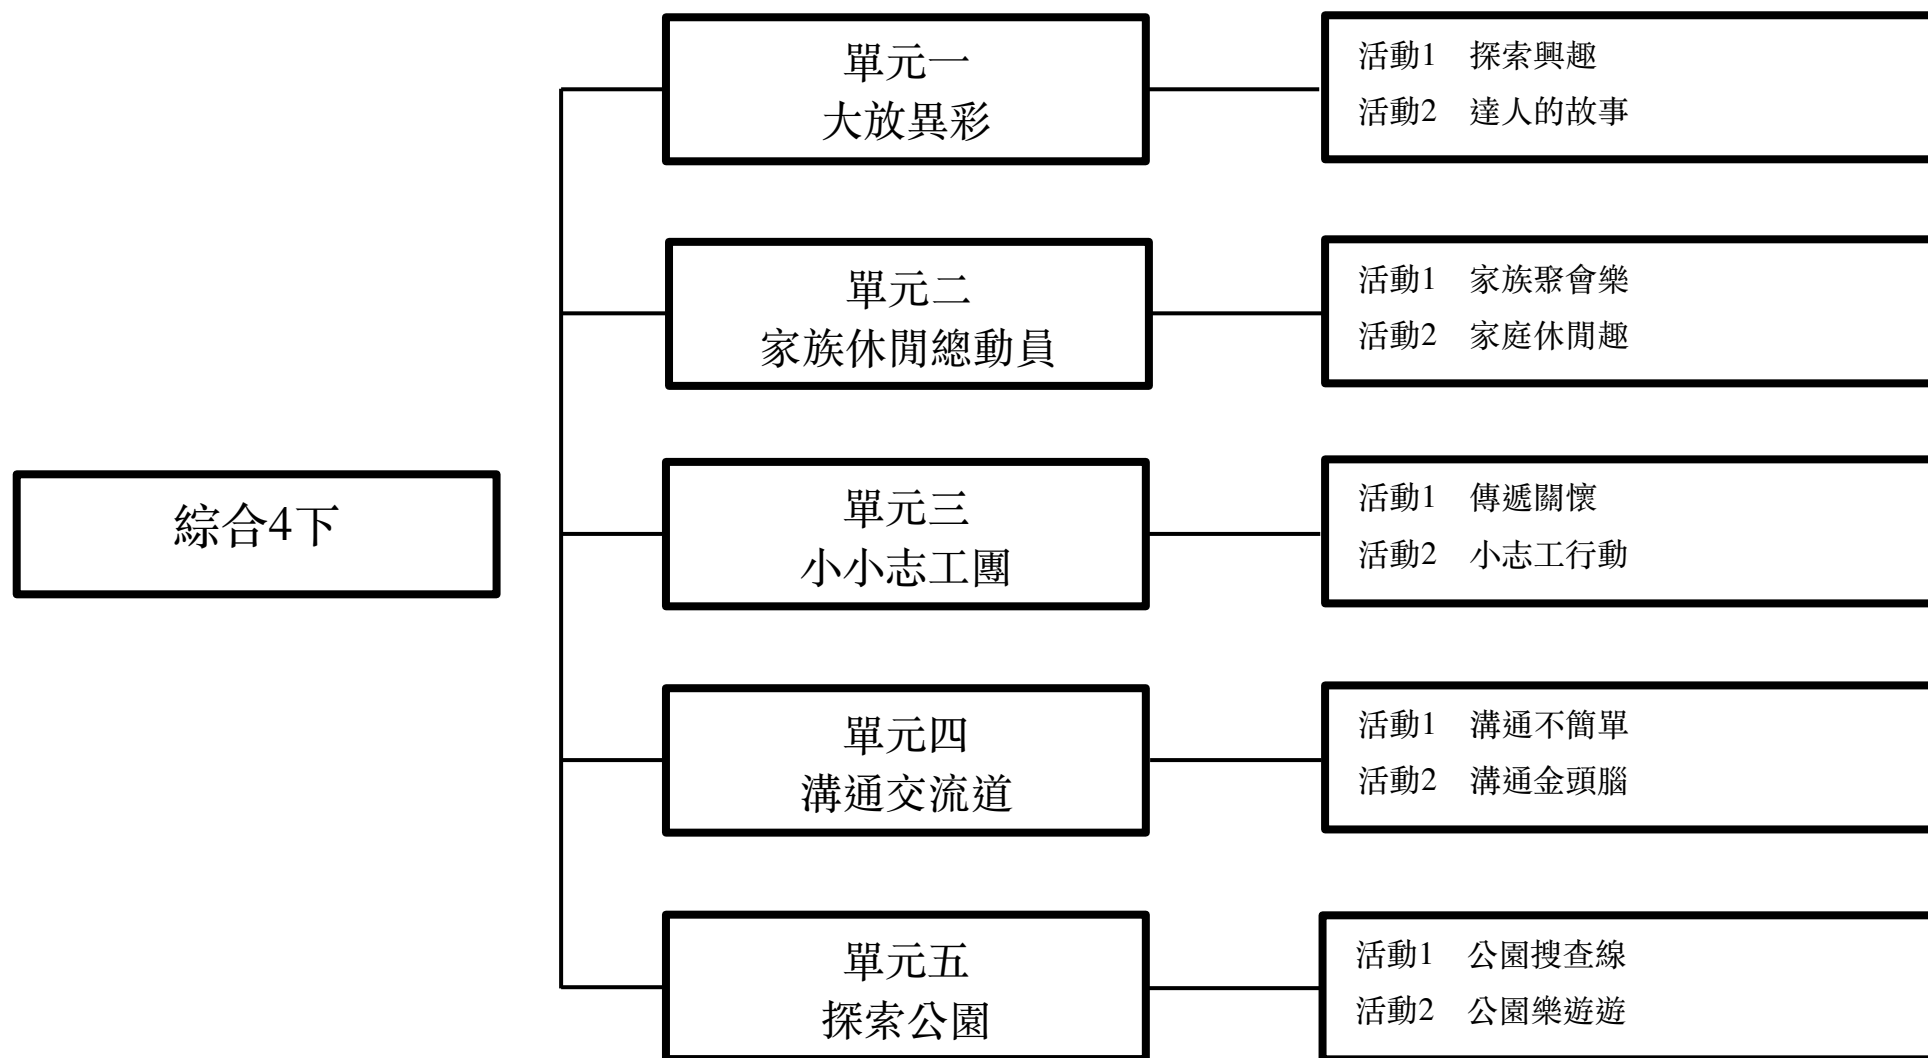 綜合4下
單元一
大放異彩
活動1　探索興趣
活動2　達人的故事
單元二
家族休閒總動員
活動1　家族聚會樂
活動2　家庭休閒趣
單元三
小小志工團
活動1　傳遞關懷
活動2　小志工行動
單元四
溝通交流道
活動1　溝通不簡單
活動2　溝通金頭腦
單元五
探索公園
活動1　公園搜查線
活動2　公園樂遊遊